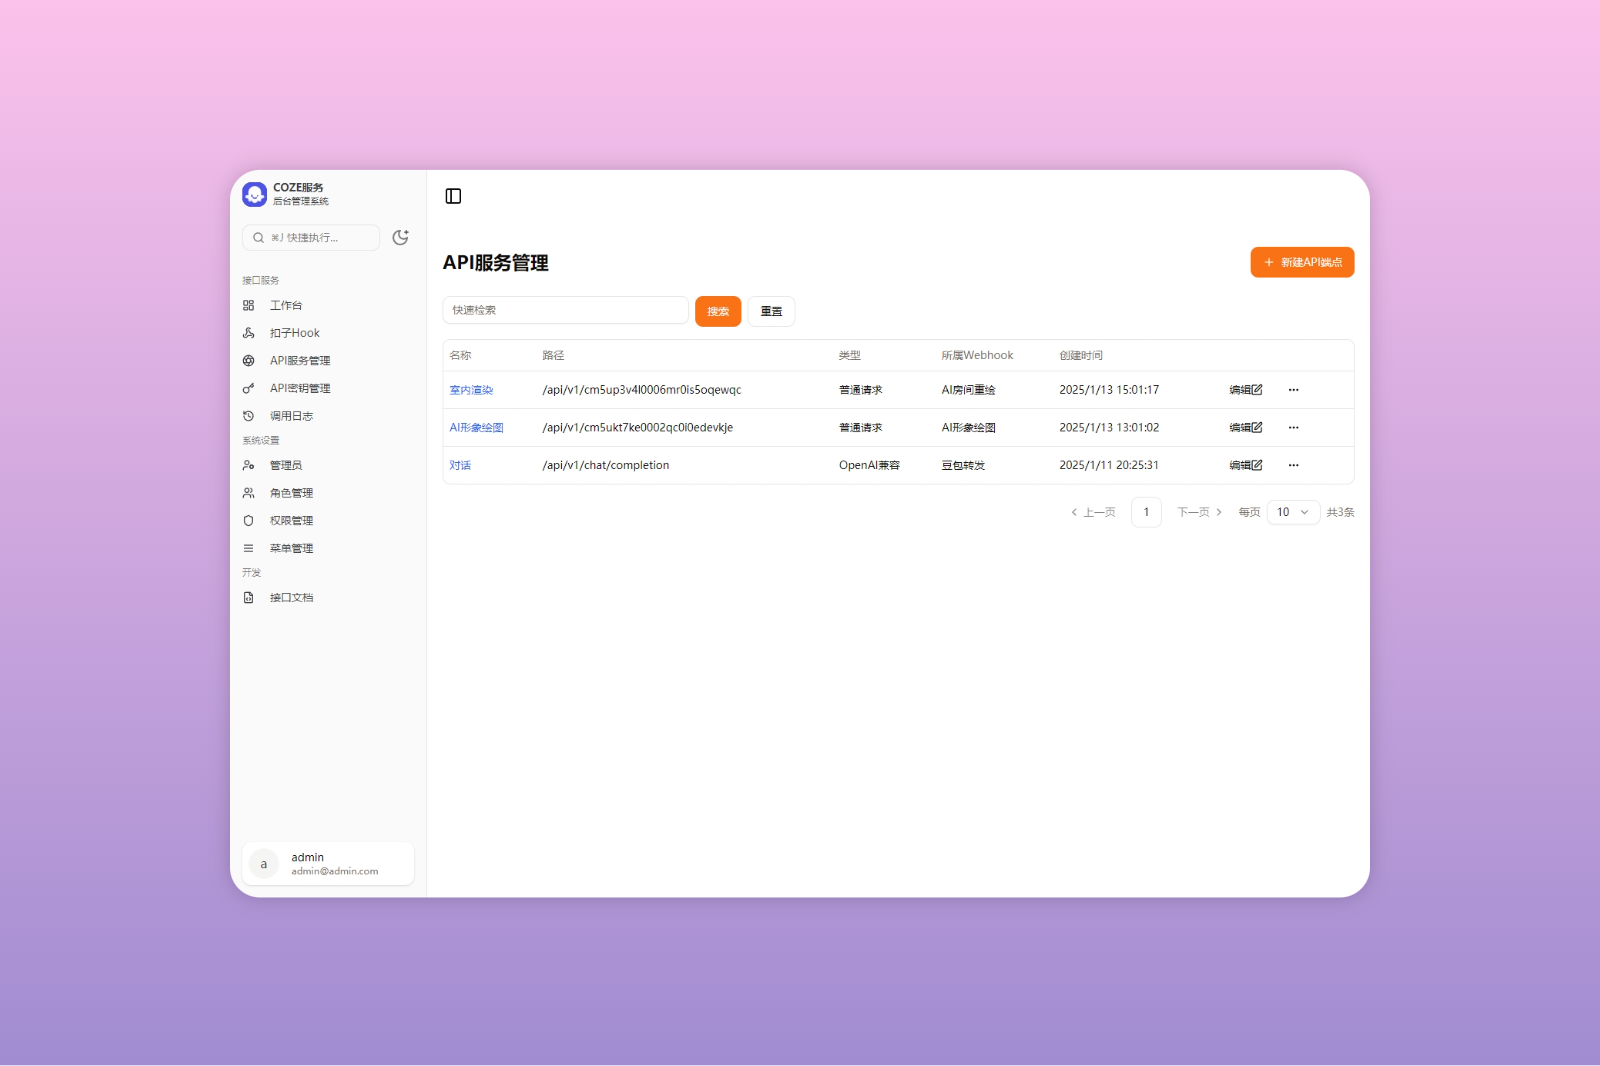 COZE服务
后台管理系统
⌘J 快捷执行...
接口服务
工作台
扣子Hook
API服务管理
API密钥管理
调用日志
系统设置
管理员
角色管理
权限管理
菜单管理
开发
接口文档
a
admin
admin@admin.com
API服务管理
新建API端点
快速检索
搜索
重置
名称 路径 类型 所属Webhook 创建时间
室内渲染 /api/v1/cm5up3v4l0006mr0is5oqewqc 普通请求 AI房间重绘 2025/1/13 15:01:17 编辑 ...
AI形象绘图 /api/v1/cm5ukt7ke0002qc0i0edevkje 普通请求 AI形象绘图 2025/1/13 13:01:02 编辑 ...
对话 /api/v1/chat/completion OpenAI兼容 豆包转发 2025/1/11 20:25:31 编辑 ...
上一页 1 下一页 每页 10 共3条